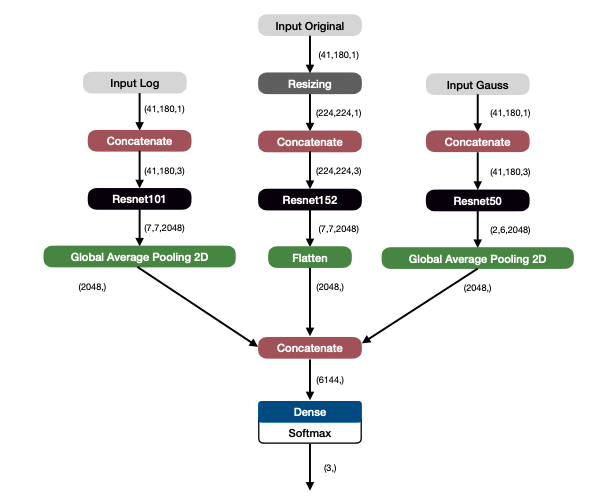 Input Original
(41,180,1)
Input Log
Resizing
Input Gauss
(41,180,1)
(224,224,1)
(41,180,1)
Concatenate
Concatenate
Concatenate
(41,180,3)
(224,224,3)
(41,180,3)
Resnet101
Resnet152
Resnet50
(7,7,2048)
(7,7,2048)
(2,6,2048)
Global Average Pooling 2D
Flatten
Global Average Pooling 2D
(2048,)
(2048,)
(2048,)
Concatenate
(6144,)
Dense
Softmax
(3,)